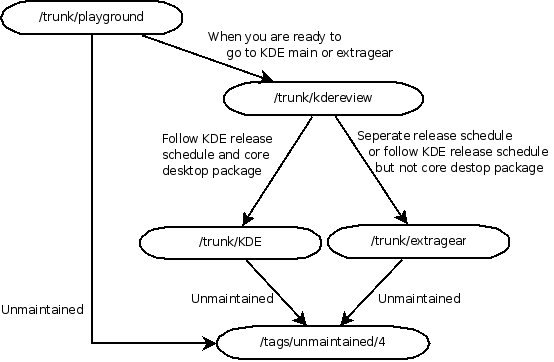 /trunk/playground
When you are ready to
go to KDE main or extragear
/trunk/kdereview
Follow KDE release
schedule and core
desktop package
Seperate release schedule
or follow KDE release schedule
but not core destop package
/trunk/KDE
/trunk/extragear
Unmaintained
Unmaintained
Unmaintained
/tags/unmaintained/4